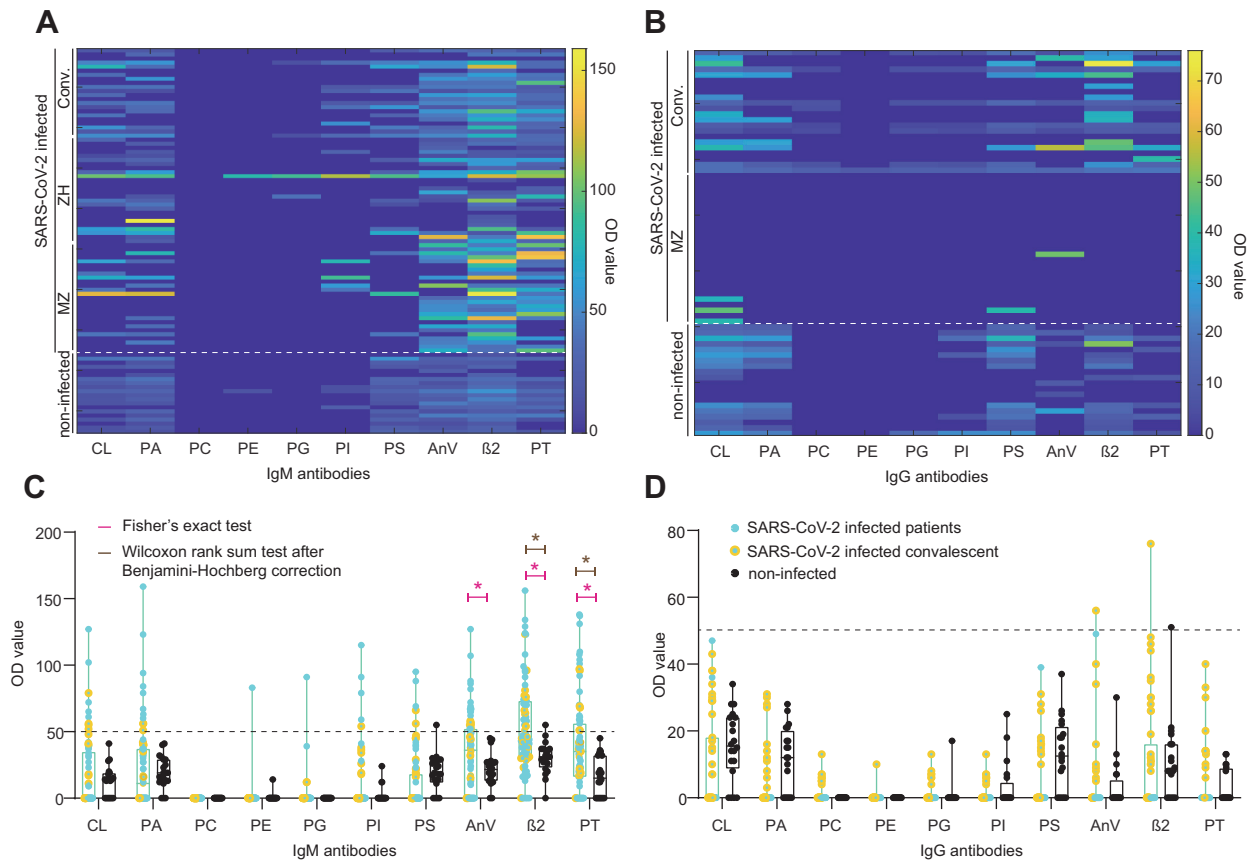 A
SARS-CoV-2 infected
Conv.
ZH
MZ
non-infected
150
100
50
0
OD value
CL PA PC PE PG PI PS AnV ß2 PT
IgM antibodies
B
SARS-CoV-2 infected
Conv.
MZ
non-infected
70
60
50
40
30
20
10
0
OD value
CL PA PC PE PG PI PS AnV ß2 PT
IgG antibodies
C
Fisher's exact test
Wilcoxon rank sum test after
Benjamini-Hochberg correction
* *
* * *
200
150
100
50
0
OD value
CL PA PC PE PG PI PS AnV ß2 PT
IgM antibodies
D
SARS-CoV-2 infected patients
SARS-CoV-2 infected convalescent
non-infected
80
60
40
20
0
OD value
CL PA PC PE PG PI PS AnV ß2 PT
IgG antibodies